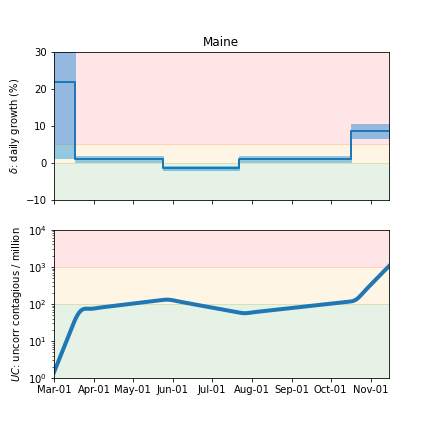 Maine
δ: daily growth (%)
30
20
10
0
−10
UC: uncorr contagious / million
10⁴
10³
10²
10¹
10⁰
Mar-01 Apr-01 May-01 Jun-01 Jul-01 Aug-01 Sep-01 Oct-01 Nov-01